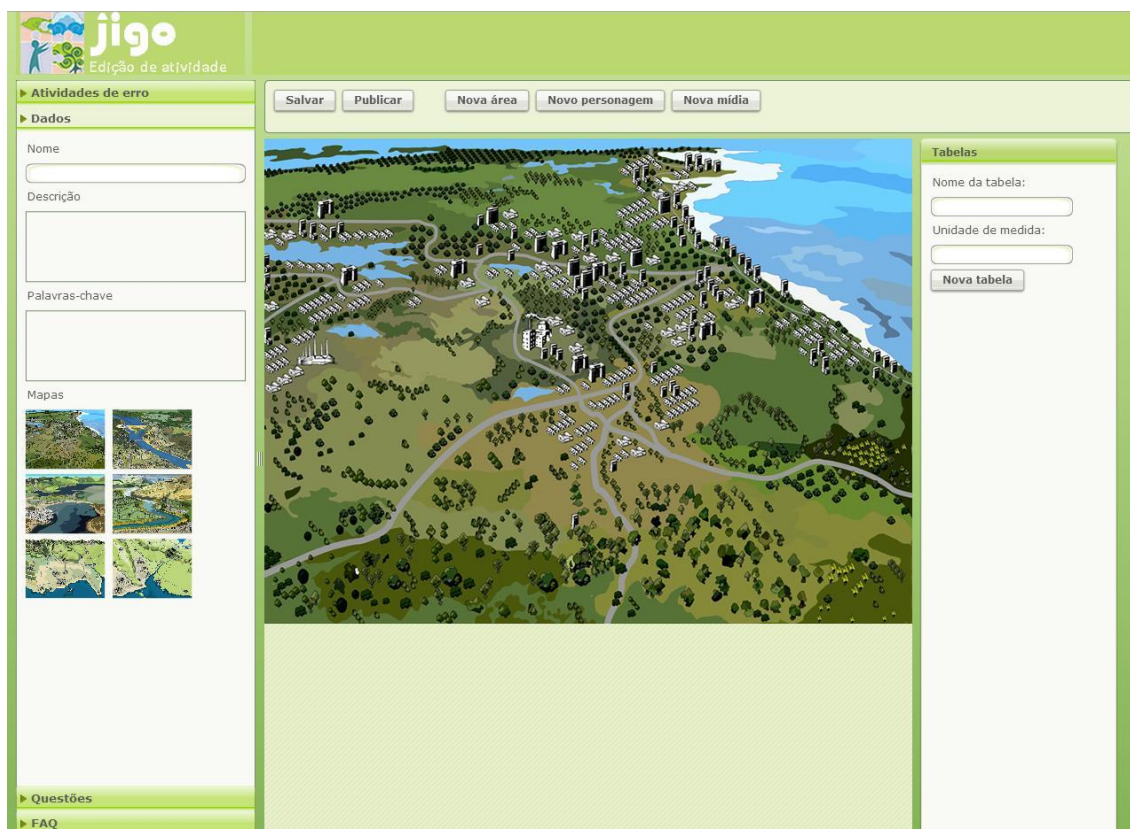 jigo
Edição de atividade
Atividades de erro
Dados
Nome
Descrição
Palavras-chave
Mapas
Questões
FAQ
Salvar Publicar Nova área Novo personagem Nova mídia
Tabelas
Nome da tabela:
Unidade de medida:
Nova tabela